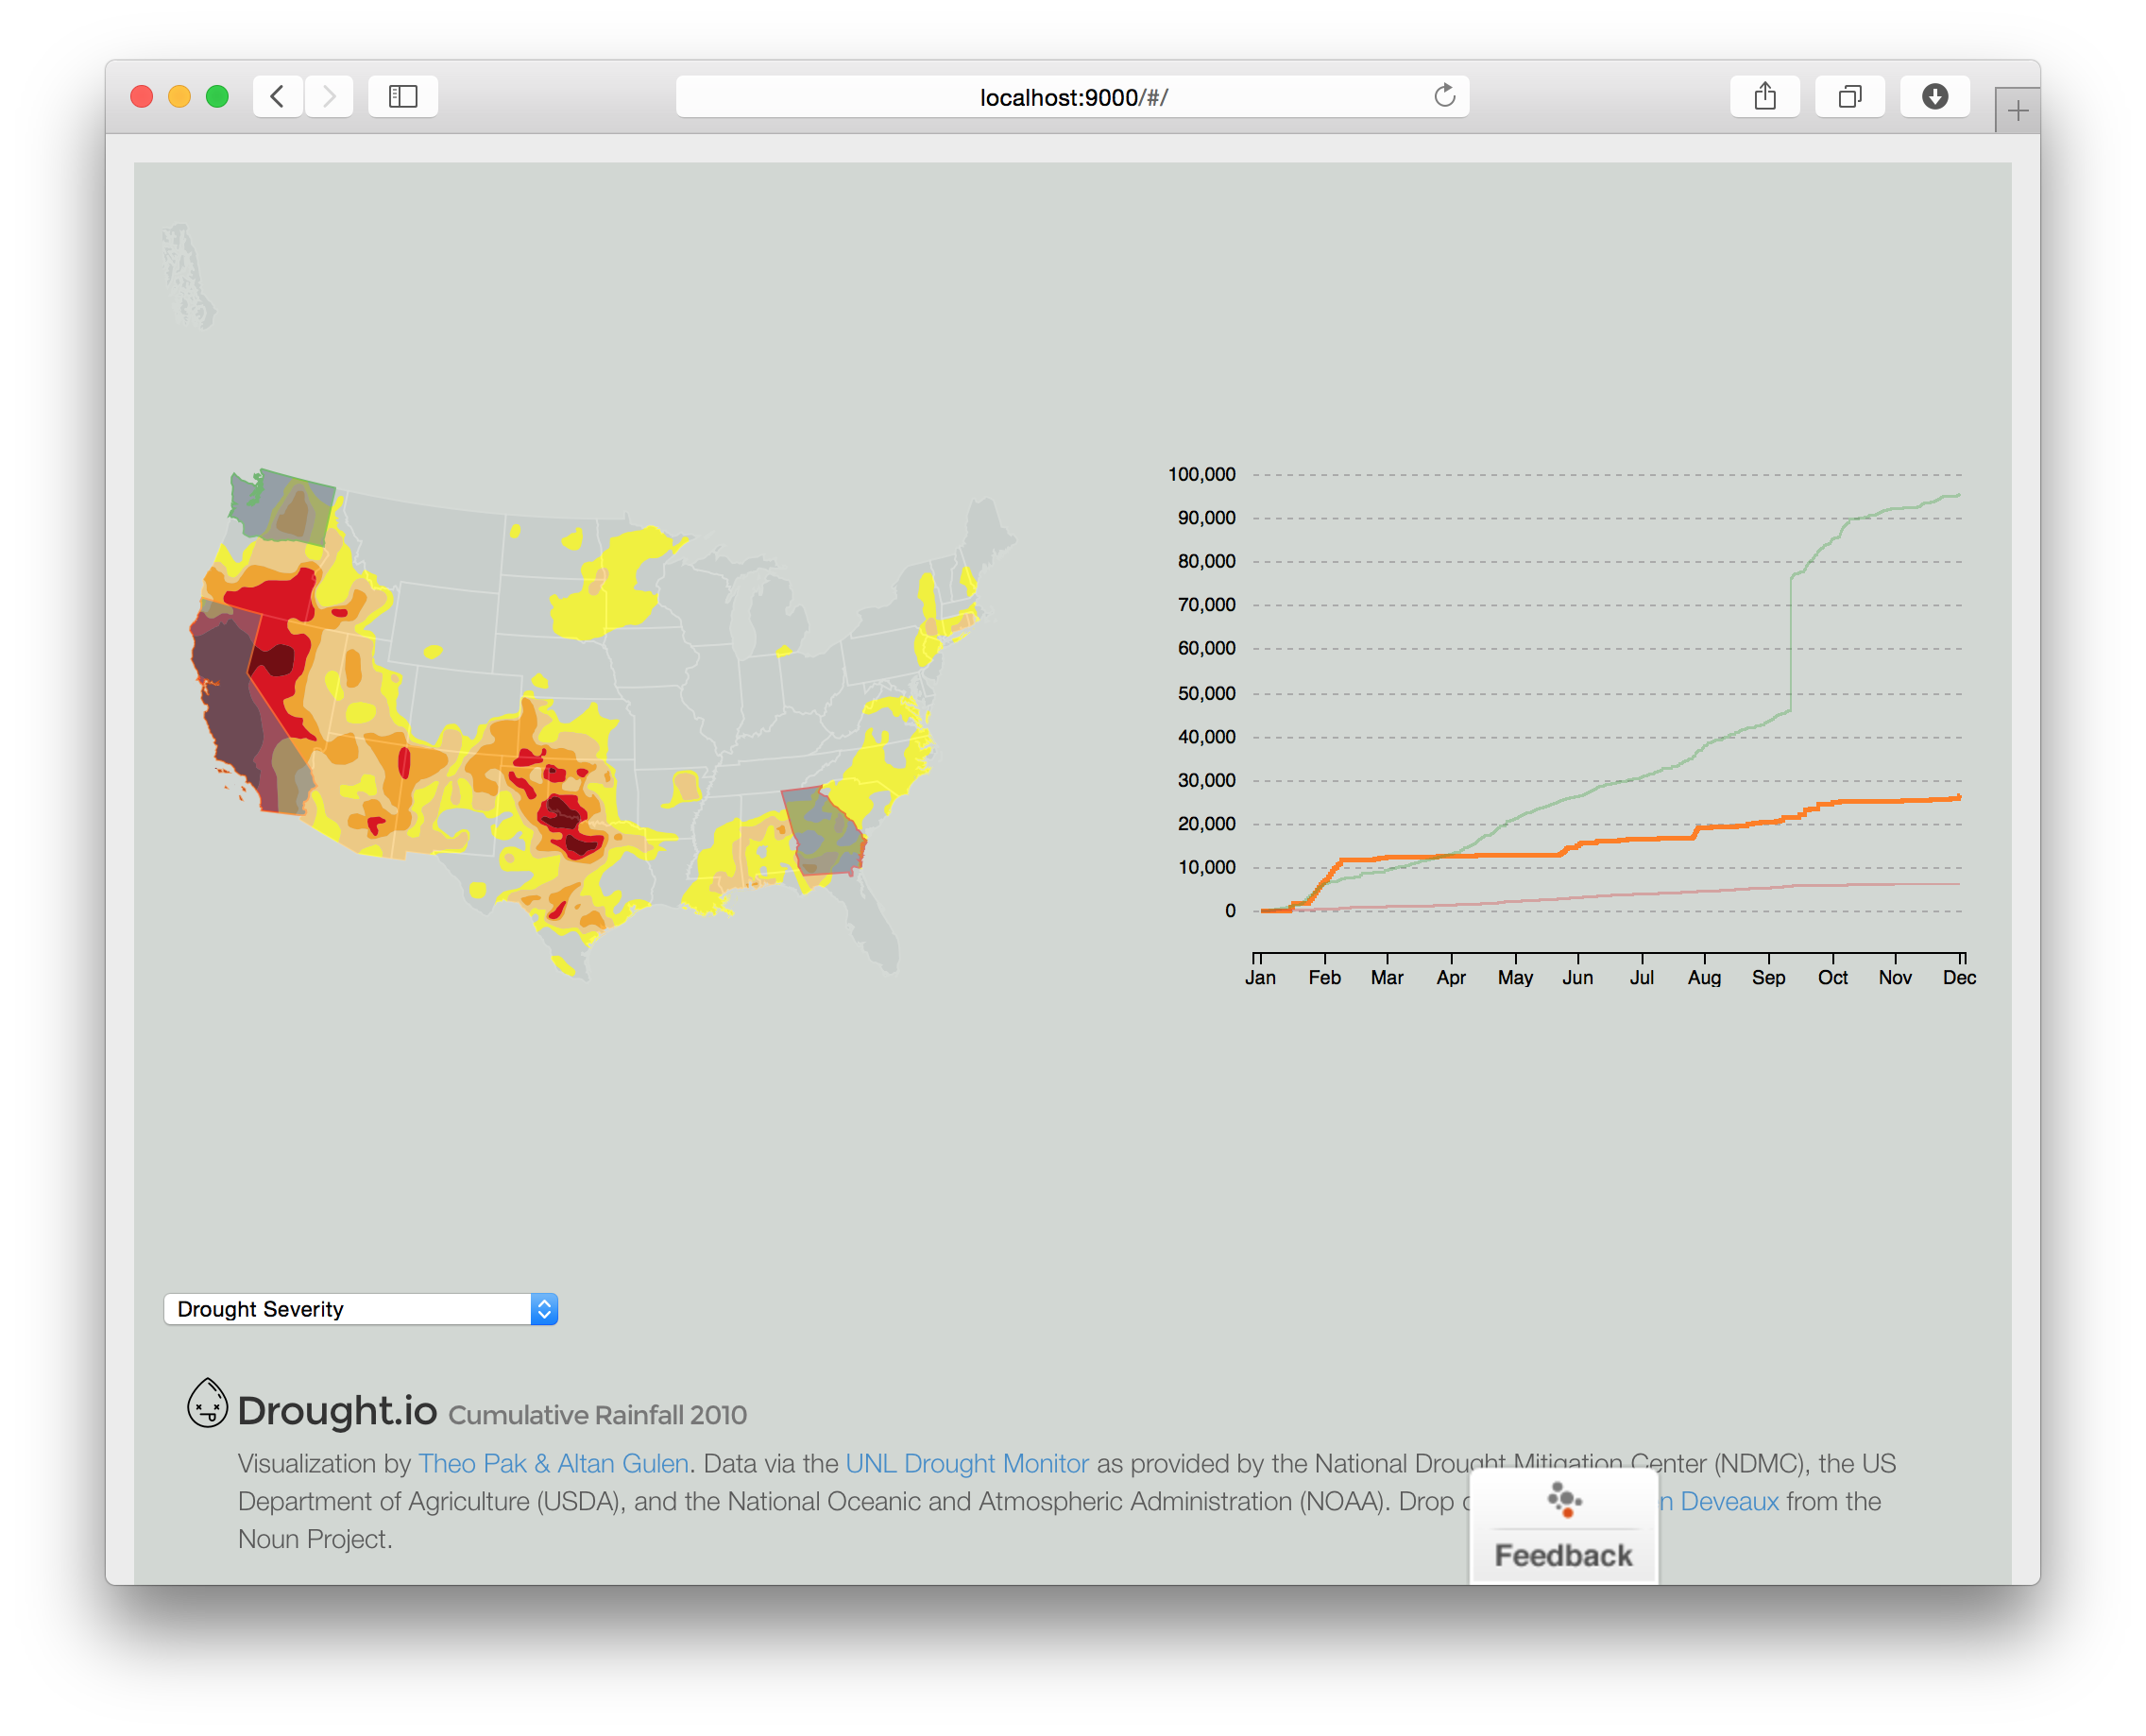 localhost:9000/#/
100,000
90,000
80,000
70,000
60,000
50,000
40,000
30,000
20,000
10,000
0
Jan Feb Mar Apr May Jun Jul Aug Sep Oct Nov Dec
Drought Severity
Drought.io Cumulative Rainfall 2010
Visualization by Theo Pak & Altan Gulen. Data via the UNL Drought Monitor as provided by the National Drought Mitigation Center (NDMC), the US
Department of Agriculture (USDA), and the National Oceanic and Atmospheric Administration (NOAA). Drop Deveaux from the
Noun Project.
Feedback